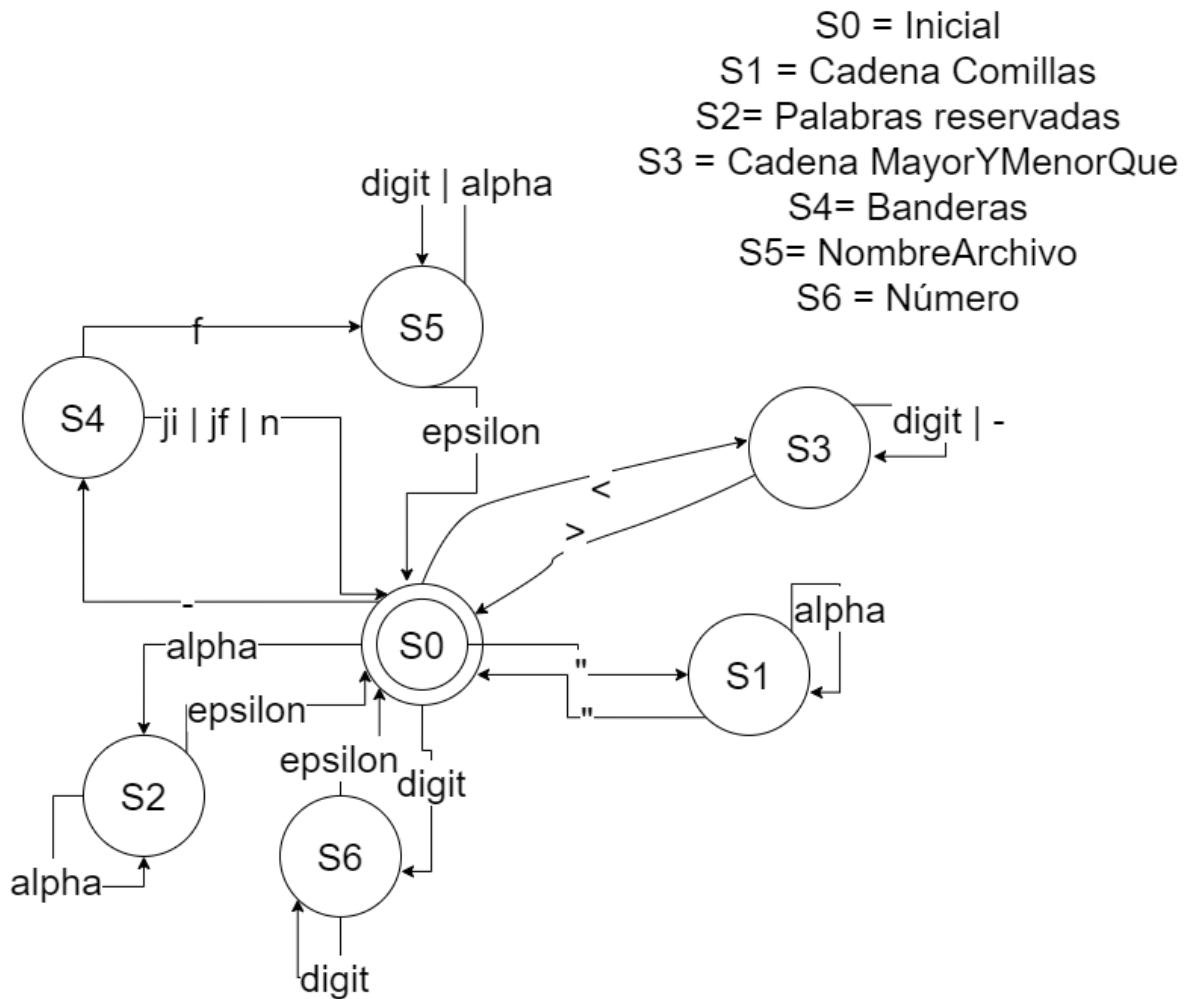 S0 = Inicial
S1 = Cadena Comillas
S2= Palabras reservadas
S3 = Cadena MayorYMenorQue
S4= Banderas
S5= NombreArchivo
S6 = Número
digit | alpha
f
S5
S4
ji | jf | n
epsilon
S3
digit | -
<
>
-
alpha
S0
"
"
S1
alpha
epsilon
epsilon
digit
S2
S6
alpha
digit